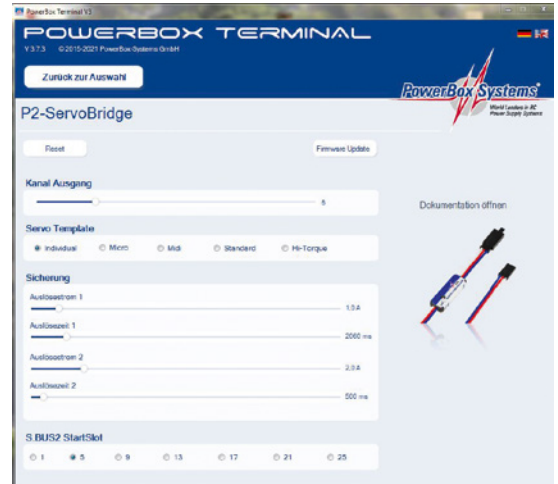 PowerBox Terminal V3
POWERBOX TERMINAL
V 3.7.3 ©2015-2021 PowerBox-Systems GmbH
Zurück zur Auswahl
PowerBox Systems
World Leaders in RC
Power Supply Systems
P2-ServoBridge
Reset Firmware Update
Kanal Ausgang
Dokumentation öffnen
Servo Template
Individual Micro Midi Standard Hi-Torque
Sicherung
Auslösestrom 1
1,0 A
Auslösezeit 1
2060 ms
Auslösestrom 2
2,0 A
Auslösezeit 2
500 ms
S.BUS2 StartSlot
1 5 9 13 17 21 25